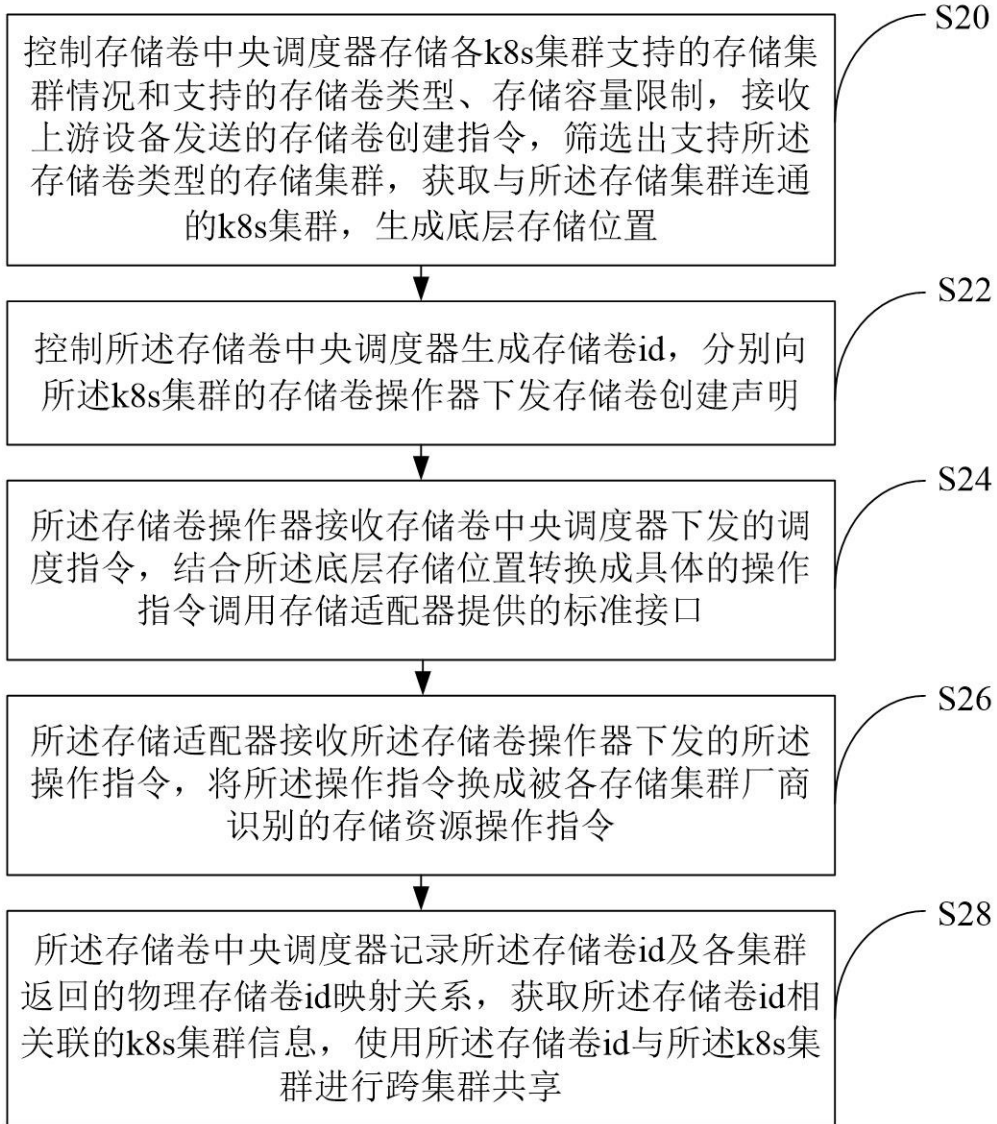 S20
控制存储卷中央调度器存储各k8s集群支持的存储集
群情况和支持的存储卷类型、存储容量限制，接收
上游设备发送的存储卷创建指令，筛选出支持所述
存储卷类型的存储集群，获取与所述存储集群连通
的k8s集群，生成底层存储位置
S22
控制所述存储卷中央调度器生成存储卷id，分别向
所述k8s集群的存储卷操作器下发存储卷创建声明
S24
所述存储卷操作器接收存储卷中央调度器下发的调
度指令，结合所述底层存储位置转换成具体的操作
指令调用存储适配器提供的标准接口
S26
所述存储适配器接收所述存储卷操作器下发的所述
操作指令，将所述操作指令换成被各存储集群厂商
识别的存储资源操作指令
S28
所述存储卷中央调度器记录所述存储卷id及各集群
返回的物理存储卷id映射关系，获取所述存储卷id相
关联的k8s集群信息，使用所述存储卷id与所述k8s集
群进行跨集群共享